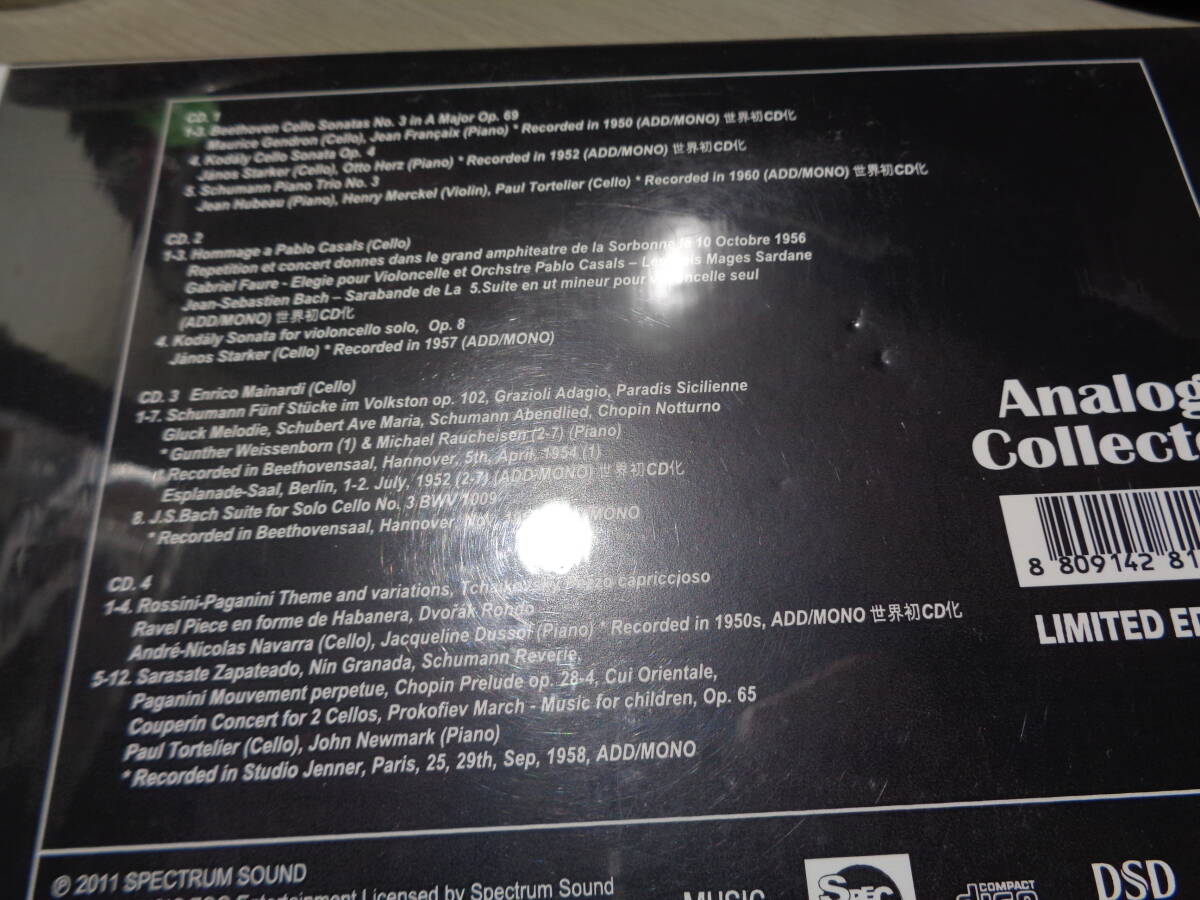 CD. 1
1-3. Beethoven Cello Sonatas No. 3 in A Major Op. 69
Maurice Gendron (Cello), Jean Françaix (Piano) * Recorded in 1950 (ADD/MONO) 世界初CD化
4. Kodály Cello Sonata Op. 4
János Starker (Cello), Otto Herz (Piano) * Recorded in 1952 (ADD/MONO) 世界初CD化
5. Schumann Piano Trio No. 3
Jean Hubeau (Piano), Henry Merckel (Violin), Paul Tortelier (Cello) * Recorded in 1960 (ADD/MONO) 世界初CD化
CD. 2
1-3. Hommage a Pablo Casals (Cello)
Repetition et concert donnes dans le grand amphiteatre de la Sorbonne le 10 Octobre 1956
Gabriel Faure - Elegie pour Violoncelle et Orchstre Pablo Casals – Mages Sardane
Jean-Sebastien Bach – Sarabande de La 5.Suite en ut mineur pour violoncelle seul
(ADD/MONO) 世界初CD化
4. Kodály Sonata for violoncello solo, Op. 8
János Starker (Cello) * Recorded in 1957 (ADD/MONO)
CD. 3 Enrico Mainardi (Cello)
1-7. Schumann Fünf Stücke im Volkston op. 102, Grazioli Adagio, Paradis Sicilienne
Gluck Melodie, Schubert Ave Maria, Schumann Abendlied, Chopin Notturno
* Gunther Weissenborn (1) & Michael Raucheisen (2-7) (Piano)
(* Recorded in Beethovensaal, Hannover, 5th, April, 1954 (1)
Esplanade-Saal, Berlin, 1-2. July, 1952 (2-7) (ADD/MONO) 世界初CD化
8. J.S.Bach Suite for Solo Cello No. 3 BWV 1009
* Recorded in Beethovensaal, Hannover
CD. 4
1-4. Rossini-Paganini Theme and variations, capriccioso
Ravel Piece en forme de Habanera, Dvořák Rondo
André-Nicolas Navarra (Cello), Jacqueline Dussol (Piano) * Recorded in 1950s, ADD/MONO 世界初CD化
5-12. Sarasate Zapateado, Nin Granada, Schumann Reverie,
Paganini Mouvement perpetue, Chopin Prelude op. 28-4, Cui Orientale,
Couperin Concert for 2 Cellos, Prokofiev March - Music for children, Op. 65
Paul Tortelier (Cello), John Newmark (Piano)
* Recorded in Studio Jenner, Paris, 25, 29th, Sep, 1958, ADD/MONO
Analog
Collecto
8 809142 81
LIMITED ED
℗ 2011 SPECTRUM SOUND
Entertainment Licensed by Spectrum Sound
MUSIC
SPEC
COMPACT
disc
DSD